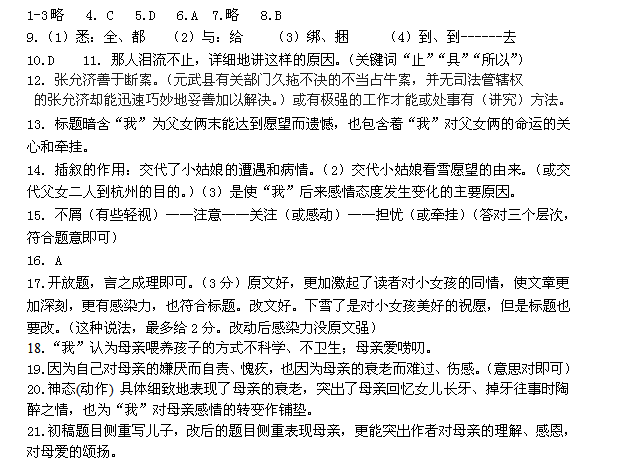 1-3略 4. C 5.D 6.A 7.略 8.B
9.（1）悉：全、都 （2）与：给 （3）绑、捆 （4）到、到------去
10.D 11. 那人泪流不止，详细地讲这样的原因。（关键词“止”“具”“所以”）
12. 张允济善于断案。（元武县有关部门久拖不决的不当占牛案，并无司法管辖权
的张允济却能迅速巧妙地妥善加以解决。）或有极强的工作才能或处事有（讲究）方法。
13. 标题暗含“我”为父女俩末能达到愿望而遗憾，也包含着“我”对父女俩的命运的关
心和牵挂。
14. 插叙的作用：交代了小姑娘的遭遇和病情。（2）交代小姑娘看雪愿望的由来。（或交
代父女二人到杭州的目的。）（3）是使“我”后来感情态度发生变化的主要原因。
15. 不屑（有些轻视）——注意——关注（或感动）——担忧（或牵挂）（答对三个层次，
符合题意即可）
16. A
17.开放题，言之成理即可。（3分）原文好，更加激起了读者对小女孩的同情，使文章更
加深刻，更有感染力，也符合标题。改文好。下雪了是对小女孩美好的祝愿，但是标题也
要改。（这种说法，最多给2分。改动后感染力没原文强）
18.“我”认为母亲喂养孩子的方式不科学、不卫生；母亲爱唠叨。
19.因为自己对母亲的嫌厌而自责、愧疚，也因为母亲的衰老而难过、伤感。（意思对即可）
20.神态(动作) 具体细致地表现了母亲的衰老，突出了母亲回忆女儿长牙、掉牙往事时陶
醉之情，也为“我”对母亲感情的转变作铺垫。
21.初稿题目侧重写儿子，改后的题目侧重表现母亲，更能突出作者对母亲的理解、感恩，
对母爱的颂扬。